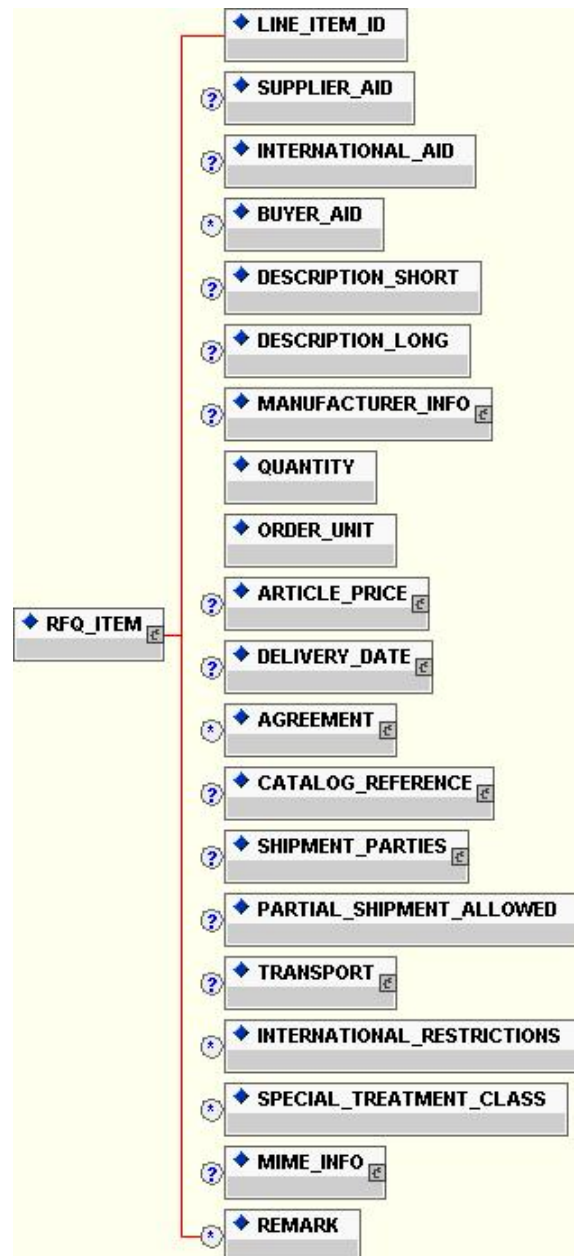 LINE_ITEM_ID
? SUPPLIER_AID
? INTERNATIONAL_AID
* BUYER_AID
? DESCRIPTION_SHORT
? DESCRIPTION_LONG
? MANUFACTURER_INFO
QUANTITY
ORDER_UNIT
? ARTICLE_PRICE
RFQ_ITEM
? DELIVERY_DATE
* AGREEMENT
? CATALOG_REFERENCE
? SHIPMENT_PARTIES
? PARTIAL_SHIPMENT_ALLOWED
? TRANSPORT
* INTERNATIONAL_RESTRICTIONS
* SPECIAL_TREATMENT_CLASS
? MIME_INFO
* REMARK